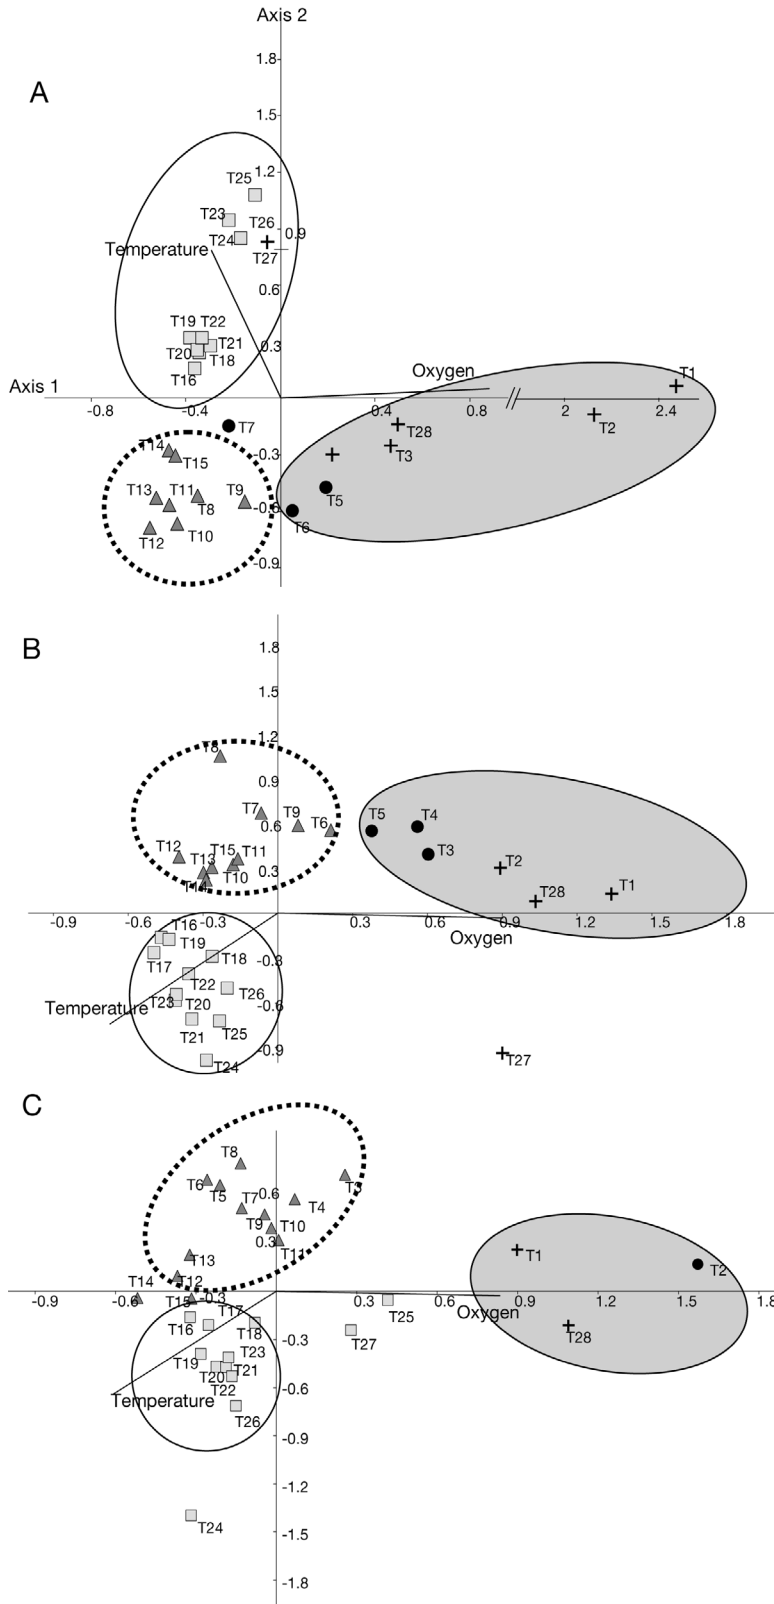 Axis 2
1.8
A
1.5
T25 1.2
T23 T26
T24 0.9
Temperature T27
0.6
T19 T22
T21 0.3
T20 T18
T16 Oxygen T1
Axis 1
-0.8 -0.4 0.4 0.8 2 2.4
T7 T28 T2
T14 -0.3 T3
T15
T13 T11 T9 T5
T8 -0.6
T12 T10 T6
-0.9
B
1.8
1.5
1.2
T8
0.9
T7 T9 T6 T5 T4
0.6
T12 T15 T11 T3
T13 T10 0.3 T2
T14 T28 T1
-0.9 -0.6 -0.3 0.3 0.6 0.9 1.2 1.5 1.8
T16 Oxygen
T19
T17 T18 -0.3
T22
T23 T20 T26
Temperature -0.6
T21 T25
-0.9
T24 T27
C
T8
T6 T5 T3
0.6
T7 T4
T9 T10
0.3 T11
T13 T1
T14 T12 T2
-0.9 -0.6 T15 -0.3 0.3 0.6 0.9 1.2 1.5 1.8
T17 Oxygen
T16 T18 T25
-0.3 T27 T28
T19 T23
T20 T21
T22 -0.6
Temperature
T26
-0.9
-1.2
T24
-1.5
-1.8